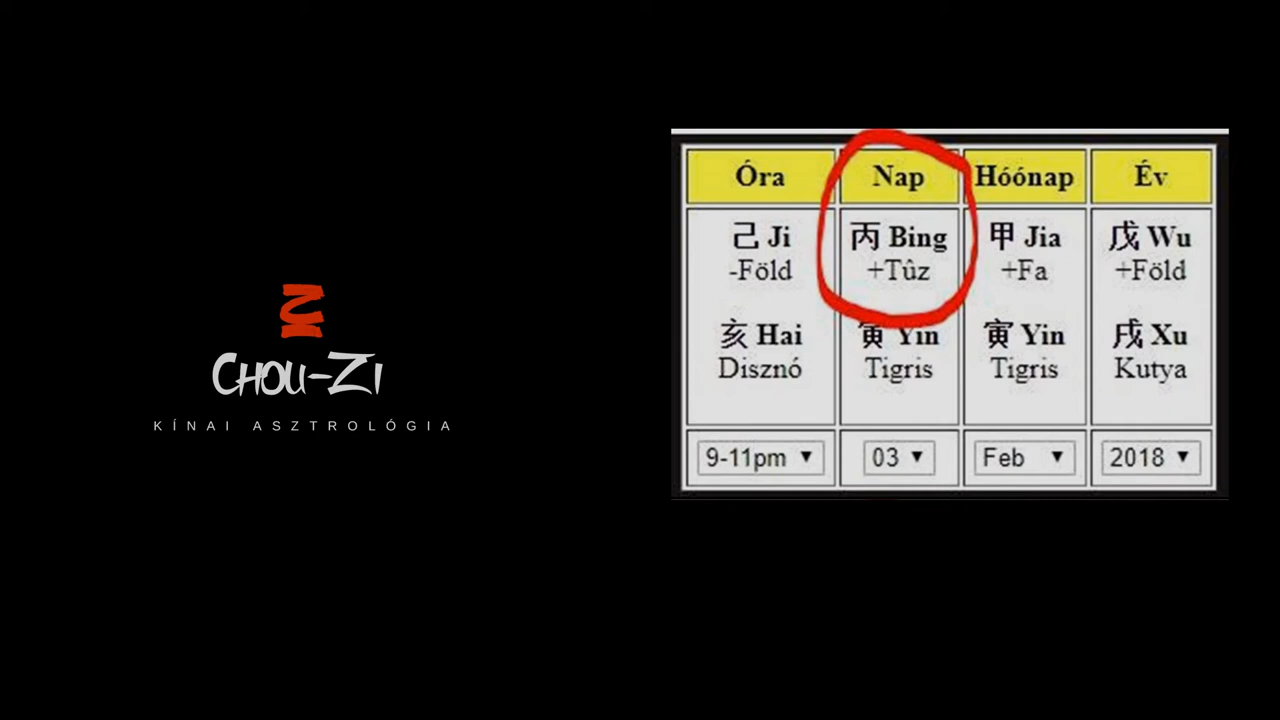 CHOU-ZI
KÍNAI ASZTROLÓGIA
Óra Nap Hóónap Év
己 Ji 丙 Bing 甲 Jia 戊 Wu
-Föld +Tûz +Fa +Föld
亥 Hai 寅 Yin 寅 Yin 戌 Xu
Disznó Tigris Tigris Kutya
9-11pm 03 Feb 2018